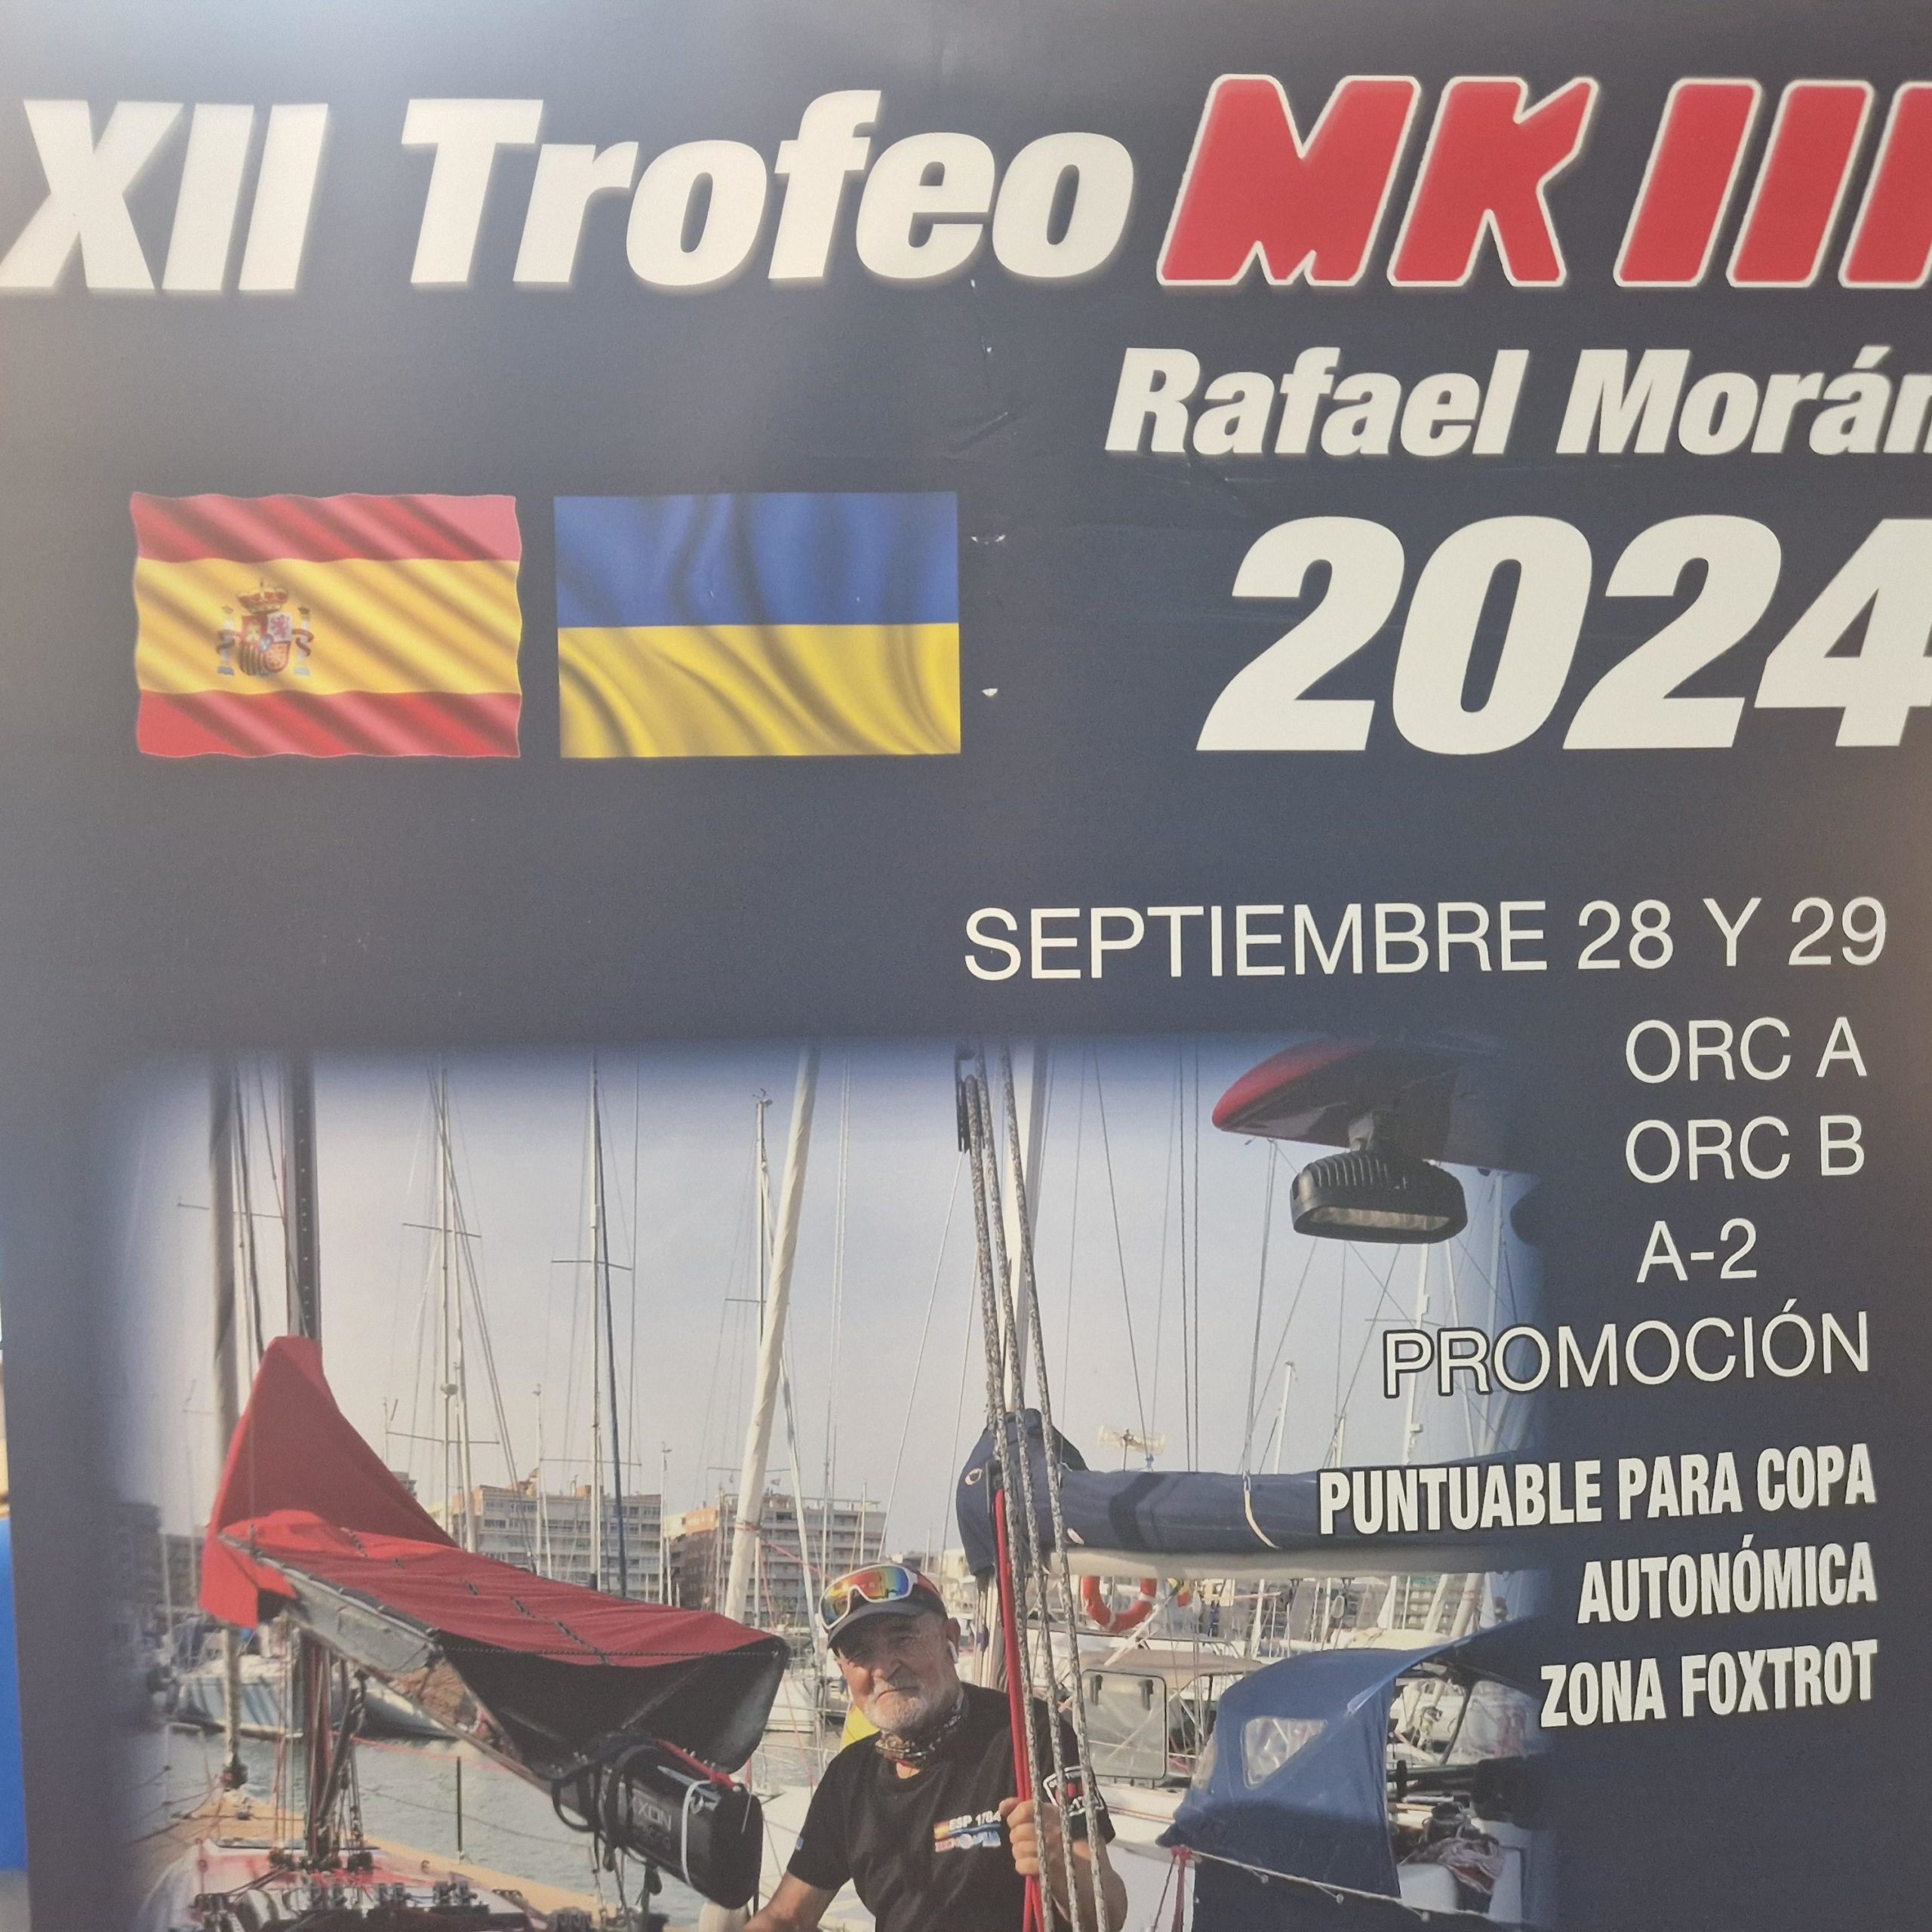 XII Trofeo MK III
Rafael Morán
2024
SEPTIEMBRE 28 Y 29
ORC A
ORC B
A-2
PROMOCIÓN
PUNTUABLE PARA COPA
AUTONÓMICA
ZONA FOXTROT